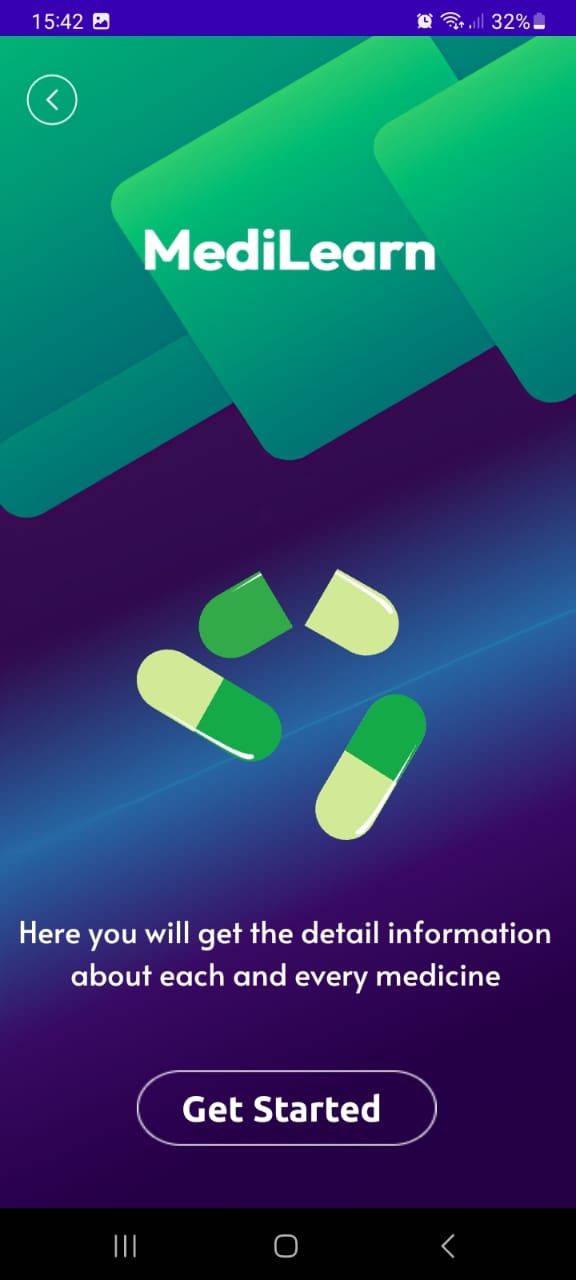 15:42 32%
MediLearn
Here you will get the detail information
about each and every medicine
Get Started